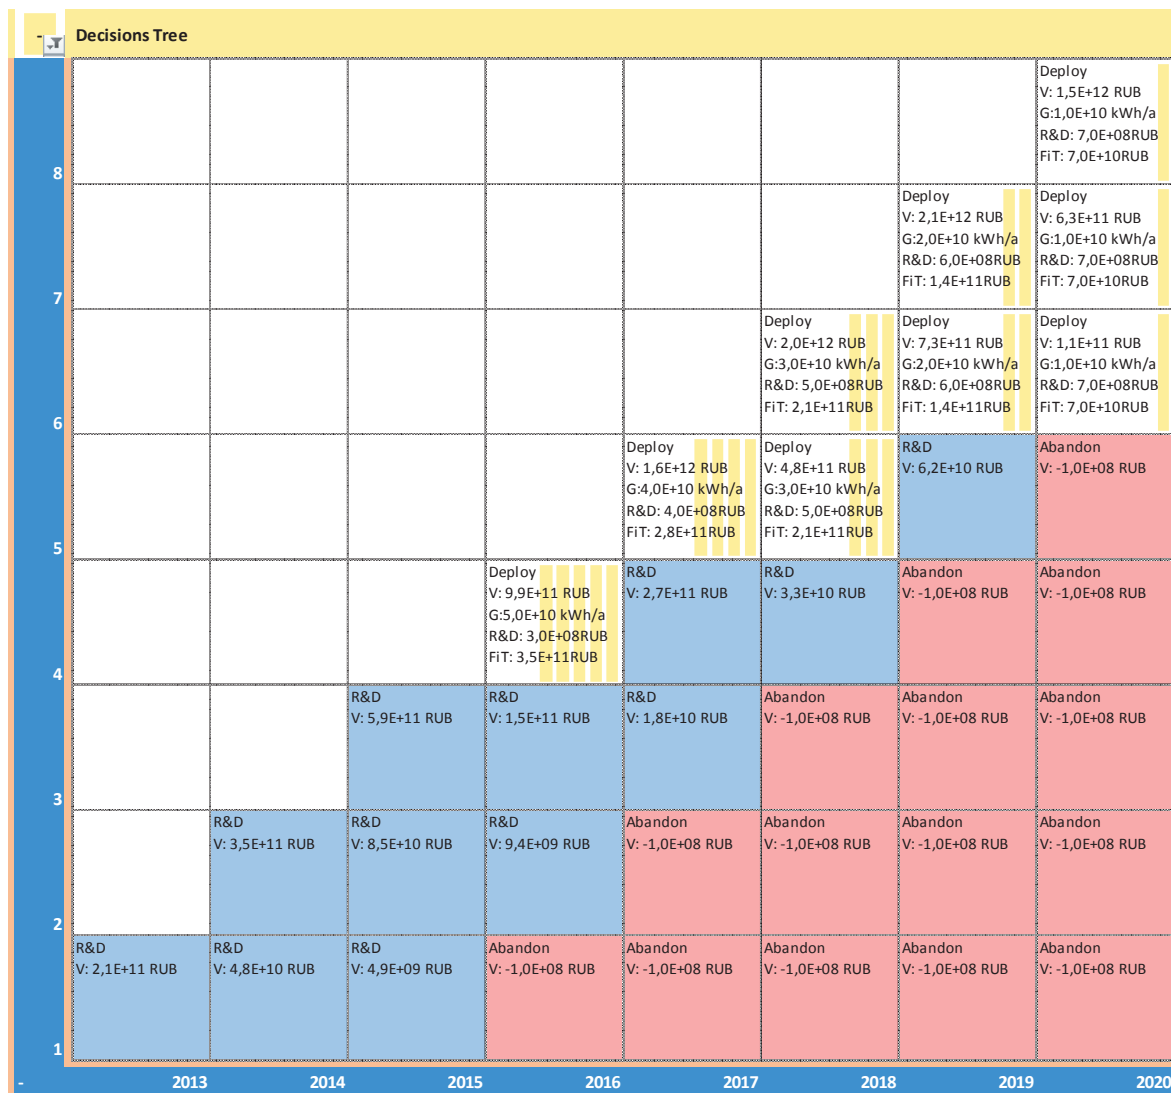 -
Decisions Tree
8
Deploy
V: 1,5E+12 RUB
G:1,0E+10 kWh/a
R&D: 7,0E+08RUB
FiT: 7,0E+10RUB
7
Deploy
V: 2,1E+12 RUB
G:2,0E+10 kWh/a
R&D: 6,0E+08RUB
FiT: 1,4E+11RUB
Deploy
V: 6,3E+11 RUB
G:1,0E+10 kWh/a
R&D: 7,0E+08RUB
FiT: 7,0E+10RUB
6
Deploy
V: 2,0E+12 RUB
G:3,0E+10 kWh/a
R&D: 5,0E+08RUB
FiT: 2,1E+11RUB
Deploy
V: 7,3E+11 RUB
G:2,0E+10 kWh/a
R&D: 6,0E+08RUB
FiT: 1,4E+11RUB
Deploy
V: 1,1E+11 RUB
G:1,0E+10 kWh/a
R&D: 7,0E+08RUB
FiT: 7,0E+10RUB
5
Deploy
V: 1,6E+12 RUB
G:4,0E+10 kWh/a
R&D: 4,0E+08RUB
FiT: 2,8E+11RUB
Deploy
V: 4,8E+11 RUB
G:3,0E+10 kWh/a
R&D: 5,0E+08RUB
FiT: 2,1E+11RUB
R&D
V: 6,2E+10 RUB
Abandon
V: -1,0E+08 RUB
4
Deploy
V: 9,9E+11 RUB
G:5,0E+10 kWh/a
R&D: 3,0E+08RUB
FiT: 3,5E+11RUB
R&D
V: 2,7E+11 RUB
R&D
V: 3,3E+10 RUB
Abandon
V: -1,0E+08 RUB
Abandon
V: -1,0E+08 RUB
3
R&D
V: 5,9E+11 RUB
R&D
V: 1,5E+11 RUB
R&D
V: 1,8E+10 RUB
Abandon
V: -1,0E+08 RUB
Abandon
V: -1,0E+08 RUB
Abandon
V: -1,0E+08 RUB
2
R&D
V: 3,5E+11 RUB
R&D
V: 8,5E+10 RUB
R&D
V: 9,4E+09 RUB
Abandon
V: -1,0E+08 RUB
Abandon
V: -1,0E+08 RUB
Abandon
V: -1,0E+08 RUB
Abandon
V: -1,0E+08 RUB
1
R&D
V: 2,1E+11 RUB
R&D
V: 4,8E+10 RUB
R&D
V: 4,9E+09 RUB
Abandon
V: -1,0E+08 RUB
Abandon
V: -1,0E+08 RUB
Abandon
V: -1,0E+08 RUB
Abandon
V: -1,0E+08 RUB
Abandon
V: -1,0E+08 RUB
- 2013 2014 2015 2016 2017 2018 2019 2020